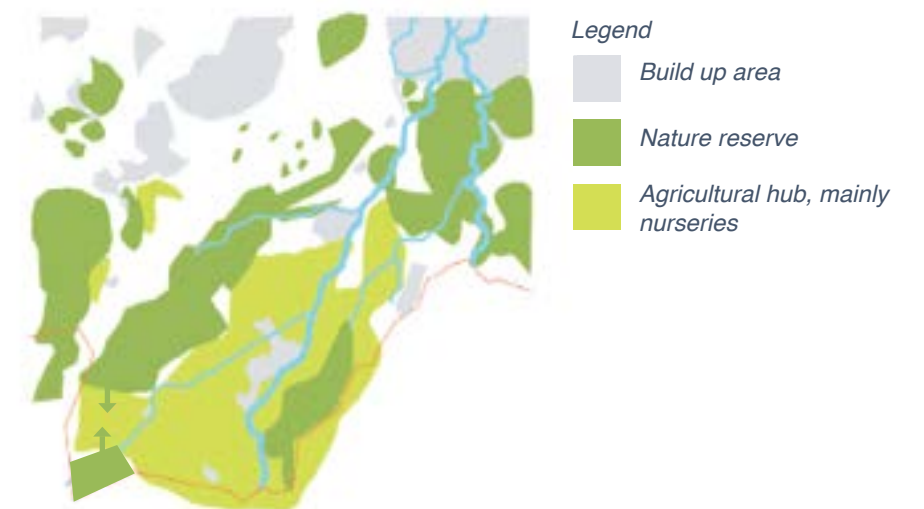 Legend
Build up area
Nature reserve
Agricultural hub, mainly
nurseries